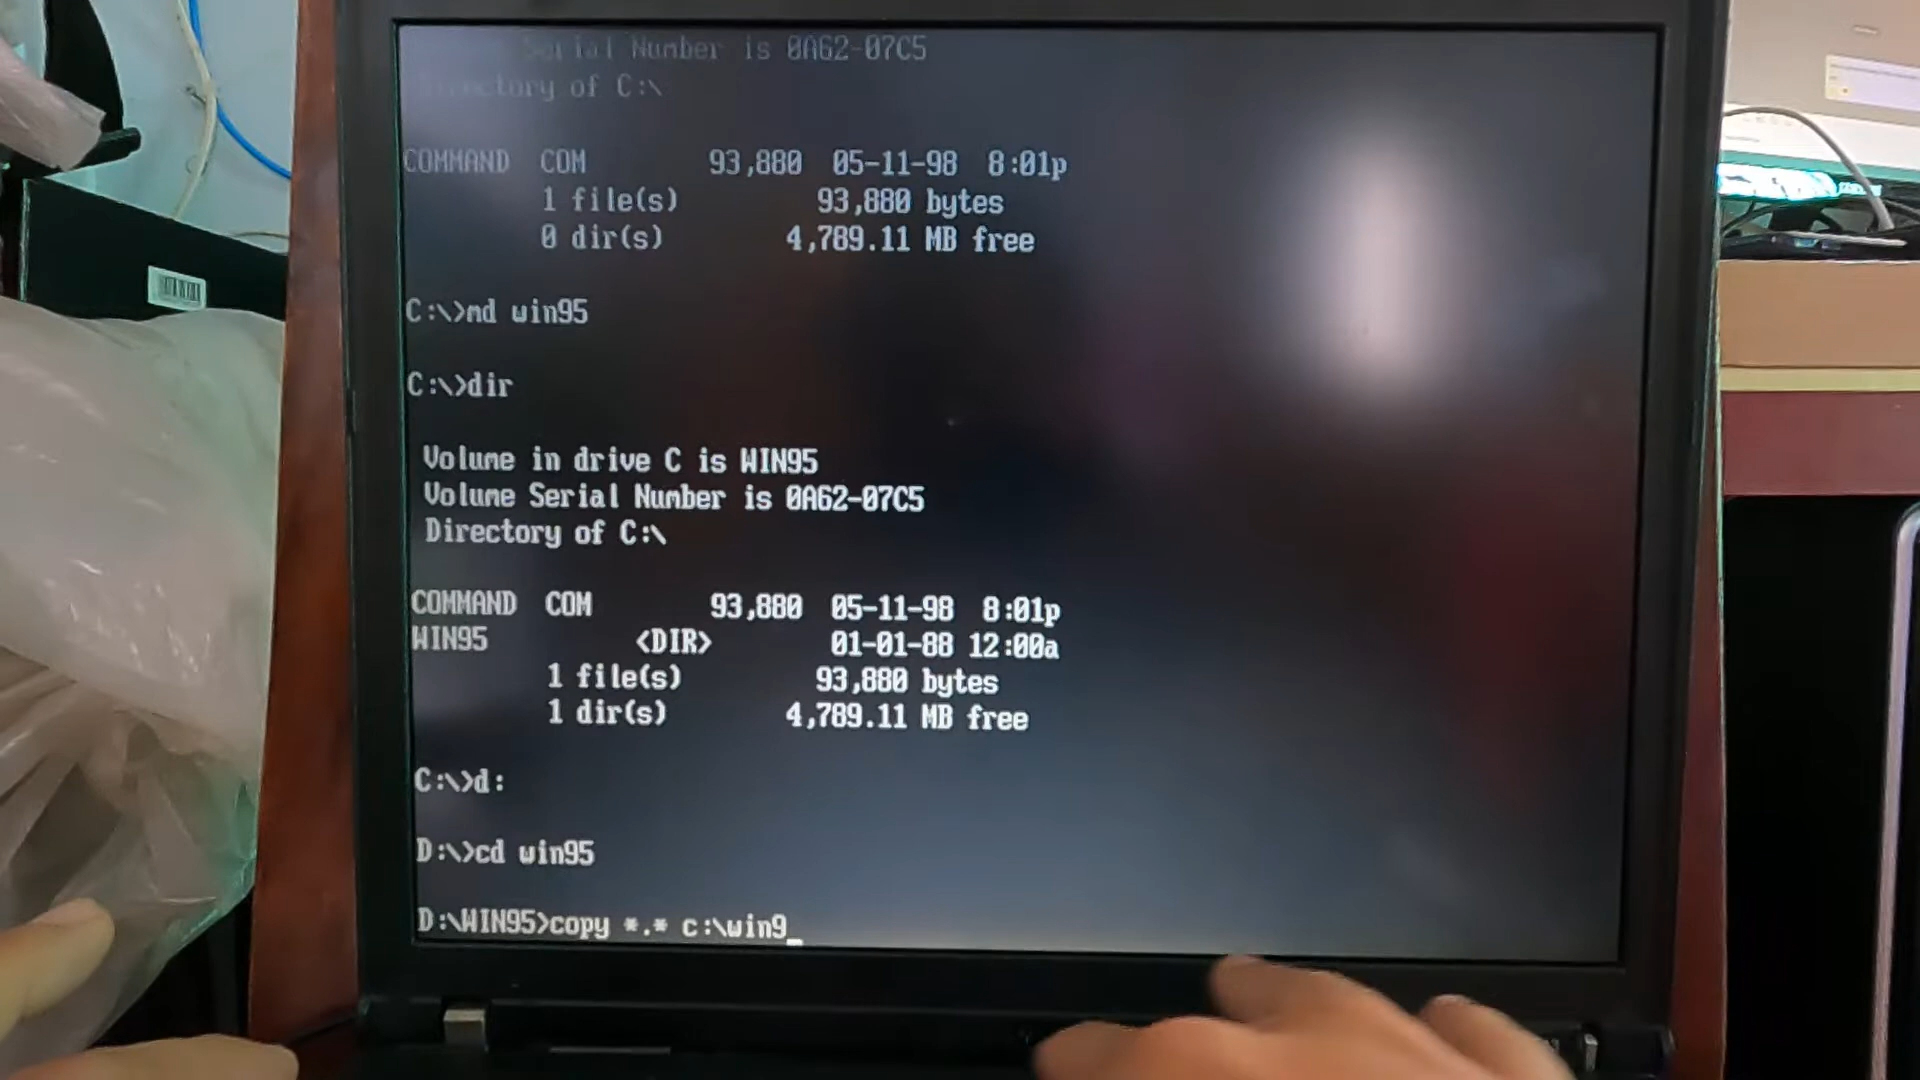 Serial Number is 0A62-07C5
Directory of C:\
COMMAND COM 93,880 05-11-98 8:01p
1 file(s) 93,880 bytes
0 dir(s) 4,789.11 MB free
C:\>md win95
C:\>dir
Volume in drive C is WIN95
Volume Serial Number is 0A62-07C5
Directory of C:\
COMMAND COM 93,880 05-11-98 8:01p
WIN95 <DIR> 01-01-88 12:00a
1 file(s) 93,880 bytes
1 dir(s) 4,789.11 MB free
C:\>d:
D:\>cd win95
D:\WIN95>copy *.* c:\win9_